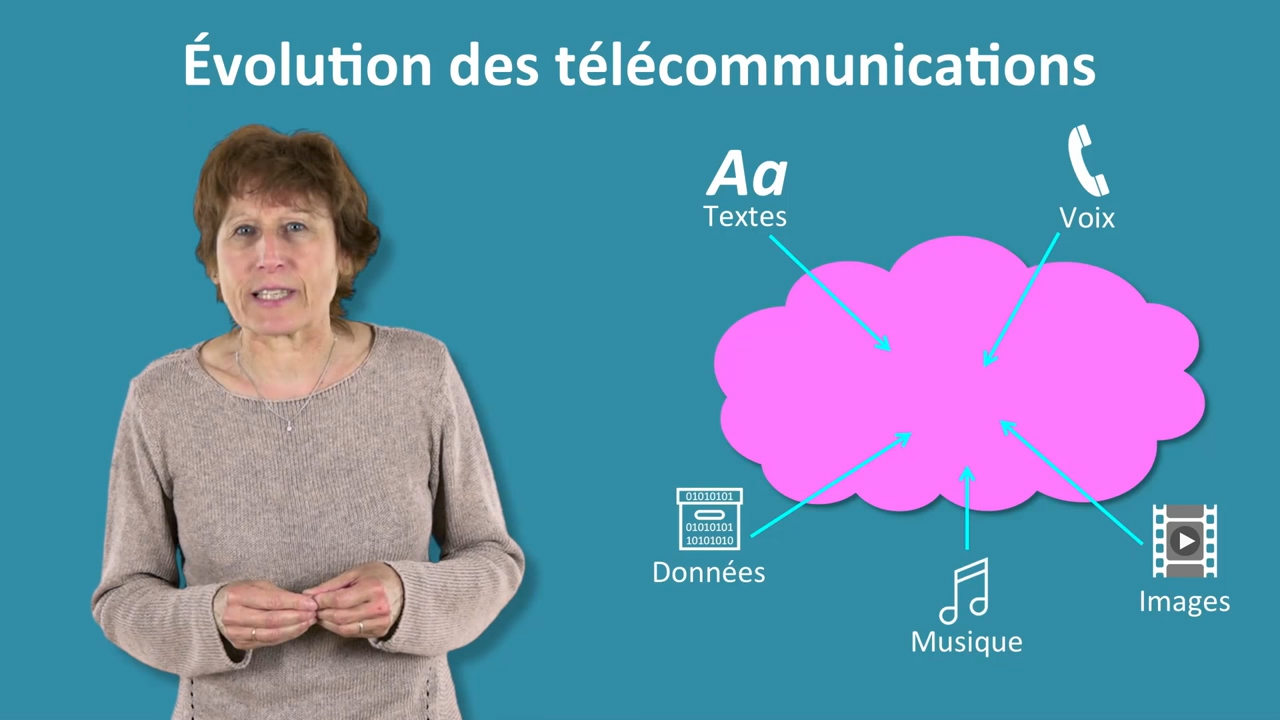 Évolution des télécommunications
Aa
Textes
Voix
01010101
01010101
10101010
Données
Musique
Images